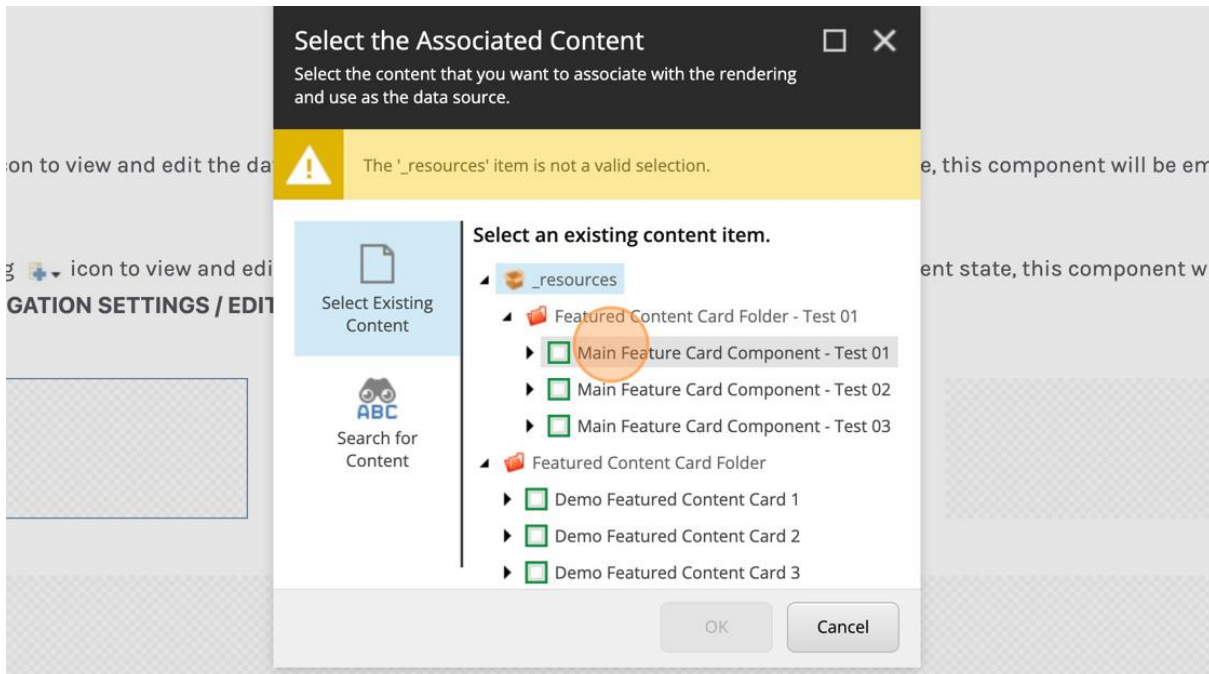 Select the Associated Content
Select the content that you want to associate with the rendering
and use as the data source.
on to view and edit the da
The '_resources' item is not a valid selection.
e, this component will be em
Select an existing content item.
_resources
icon to view and edi
ent state, this component w
Select Existing
Content
GATION SETTINGS / EDIT
Featured Content Card Folder - Test 01
Main Feature Card Component - Test 01
Main Feature Card Component - Test 02
Main Feature Card Component - Test 03
ABC
Search for
Content
Featured Content Card Folder
Demo Featured Content Card 1
Demo Featured Content Card 2
Demo Featured Content Card 3
OK
Cancel